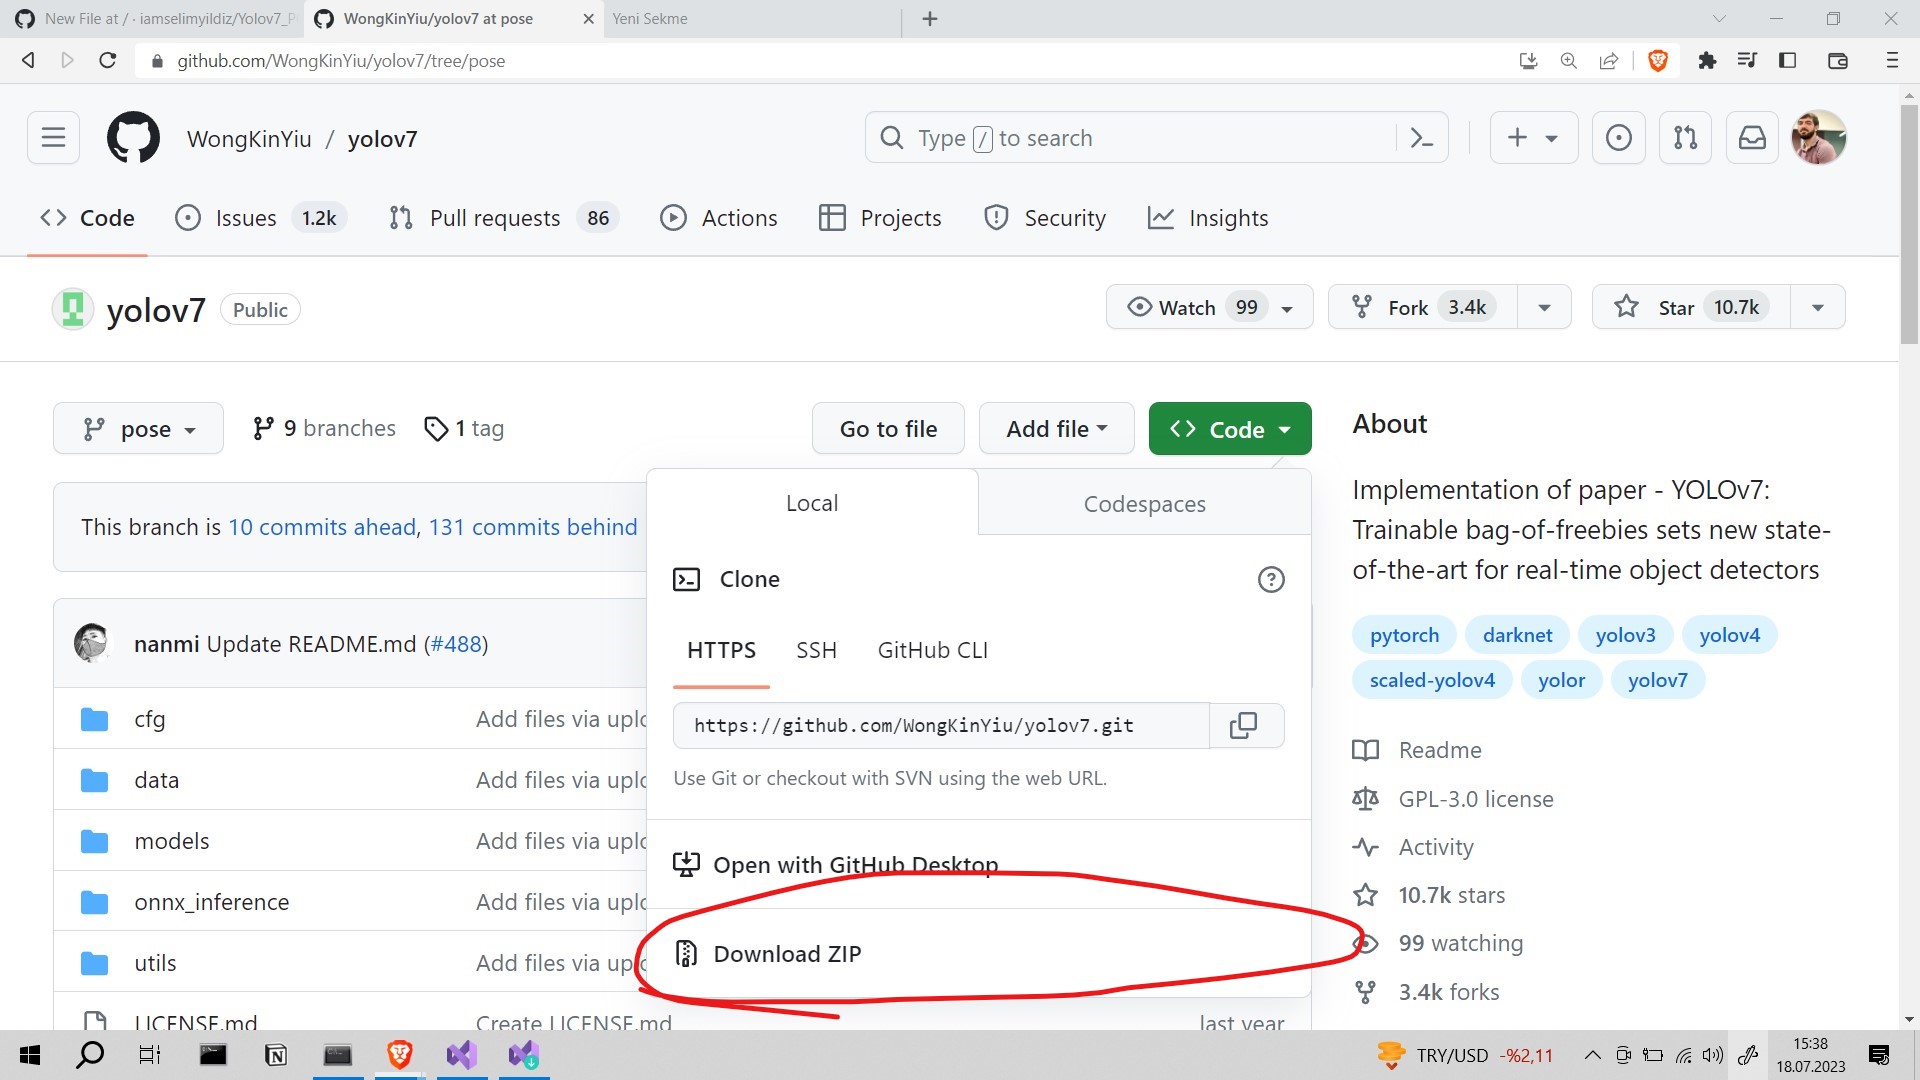 New File at / · iamselimyildiz/Yolov7_P
WongKinYiu/yolov7 at pose
Yeni Sekme
github.com/WongKinYiu/yolov7/tree/pose
WongKinYiu / yolov7
Type / to search
Code
Issues 1.2k
Pull requests 86
Actions
Projects
Security
Insights
yolov7 Public
Watch 99
Fork 3.4k
Star 10.7k
pose
9 branches
1 tag
Go to file
Add file
Code
This branch is 10 commits ahead, 131 commits behind
nanmi Update README.md (#488)
cfg Add files via uplo
data Add files via uplo
models Add files via uplo
onnx_inference Add files via uplo
utils Add files via uplo
LICENSE.md Create LICENSE.md last year
Local
Codespaces
Clone
HTTPS SSH GitHub CLI
https://github.com/WongKinYiu/yolov7.git
Use Git or checkout with SVN using the web URL.
Open with GitHub Desktop
Download ZIP
About
Implementation of paper - YOLOv7:
Trainable bag-of-freebies sets new state-
of-the-art for real-time object detectors
pytorch darknet yolov3 yolov4
scaled-yolov4 yolor yolov7
Readme
GPL-3.0 license
Activity
10.7k stars
99 watching
3.4k forks
TRY/USD -%2,11
15:38
18.07.2023